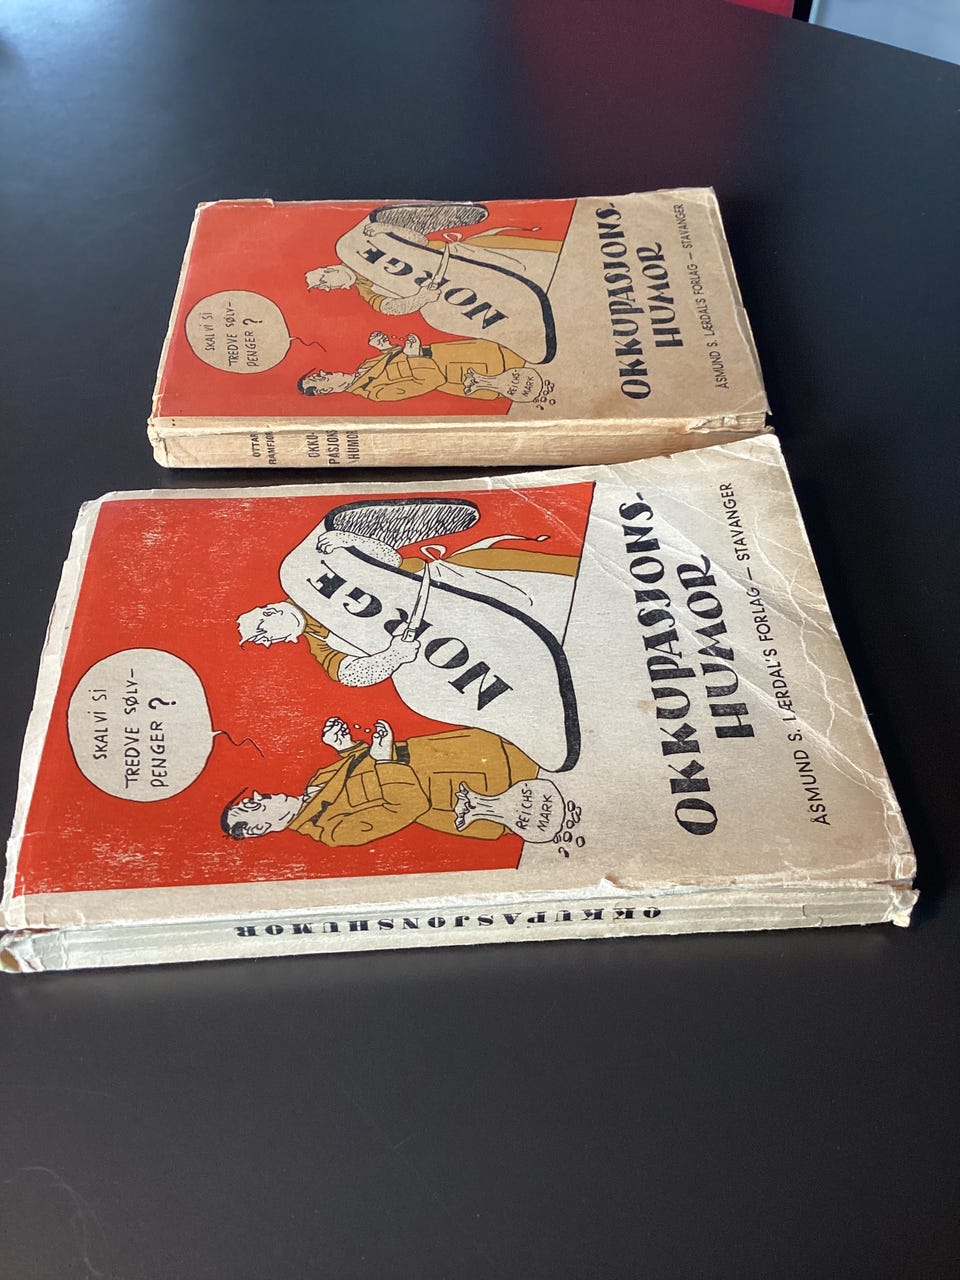 SKAL VI SI
TREDVE SØLV-
PENGER?
NORGE
REICHS-
MARK
OKKUPASJONS-
HUMOR
ÅSMUND S. LÆRDAL'S FORLAG — STAVANGER
OTTAR
RAMFJORD
OKKU-
PASJONS
HUMOR
SKAL VI SI
TREDVE SØLV-
PENGER?
NORGE
REICHS-
MARK
OKKUPASJONS-
HUMOR
ÅSMUND S. LÆRDAL'S FORLAG — STAVANGER
OKKUPASJONSHUMOR